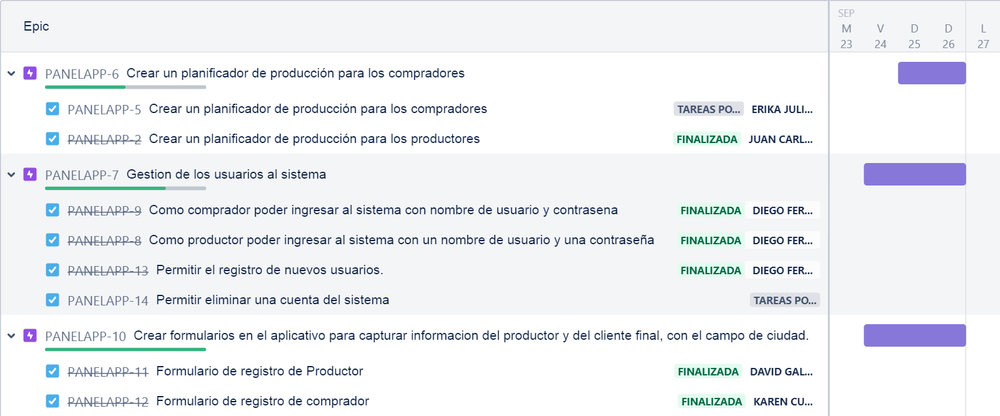 Epic
SEP
M V D D L
23 24 25 26 27
PANELAPP-6 Crear un planificador de producción para los compradores
PANELAPP-5 Crear un planificador de producción para los compradores TAREAS PO... ERIKA JULI...
PANELAPP-2 Crear un planificador de producción para los productores FINALIZADA JUAN CARL...
PANELAPP-7 Gestion de los usuarios al sistema
PANELAPP-9 Como comprador poder ingresar al sistema con nombre de usuario y contrasena FINALIZADA DIEGO FER...
PANELAPP-8 Como productor poder ingresar al sistema con un nombre de usuario y una contraseña FINALIZADA DIEGO FER...
PANELAPP-13 Permitir el registro de nuevos usuarios. FINALIZADA DIEGO FER...
PANELAPP-14 Permitir eliminar una cuenta del sistema TAREAS PO...
PANELAPP-10 Crear formularios en el aplicativo para capturar informacion del productor y del cliente final, con el campo de ciudad.
PANELAPP-11 Formulario de registro de Productor FINALIZADA DAVID GAL...
PANELAPP-12 Formulario de registro de comprador FINALIZADA KAREN CU...